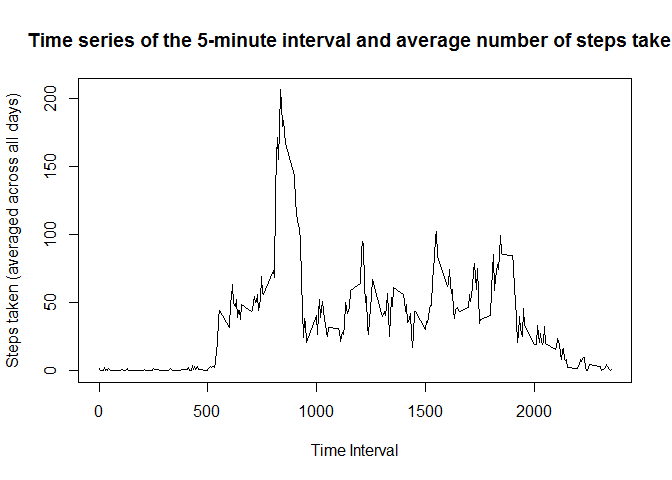 Time series of the 5-minute interval and average number of steps take
Steps taken (averaged across all days)
200
150
100
50
0
0 500 1000 1500 2000
Time Interval